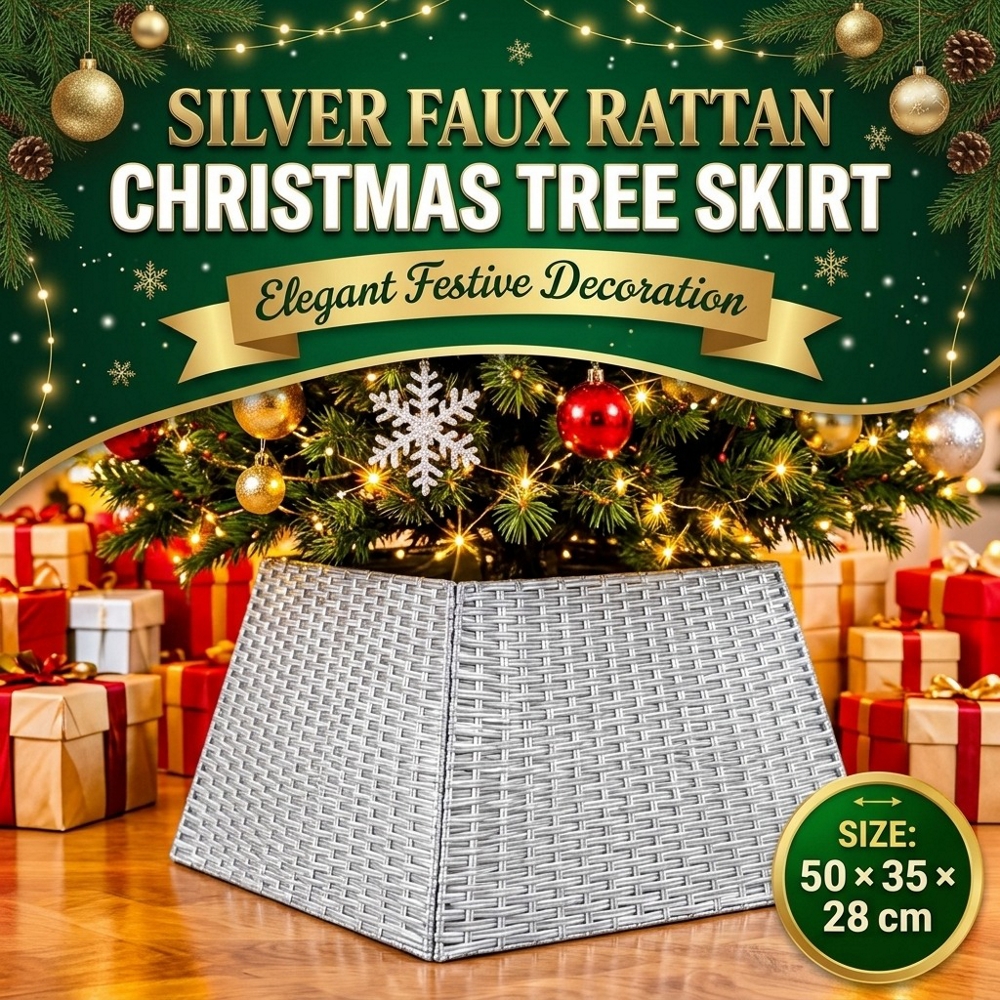 SILVER FAUX RATTAN
CHRISTMAS TREE SKIRT
Elegant Festive Decoration
SIZE:
50 × 35 ×
28 cm